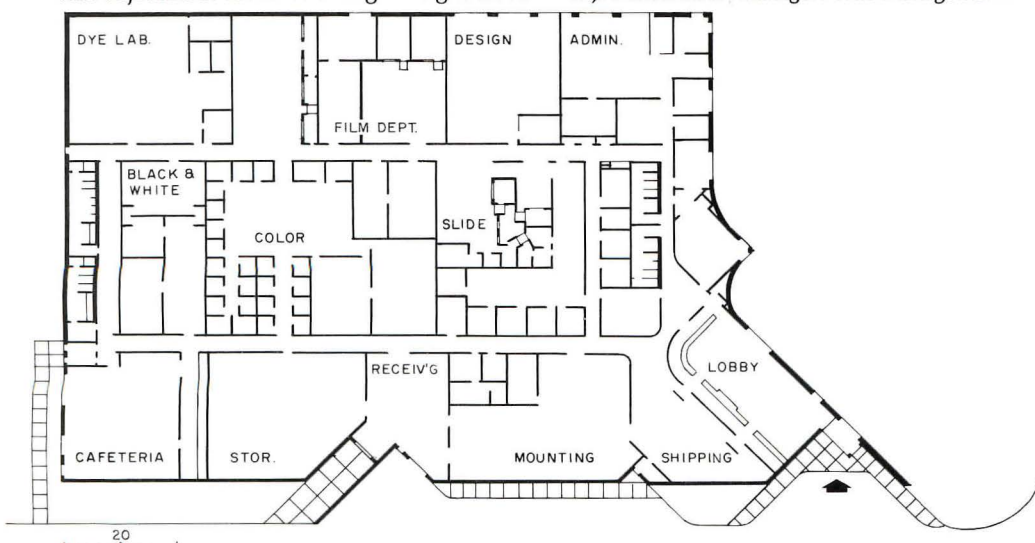 DYE LAB.
DESIGN
ADMIN.
FILM DEPT.
BLACK &
WHITE
COLOR
SLIDE
RECEIV'G
LOBBY
CAFETERIA
STOR.
MOUNTING
SHIPPING
20